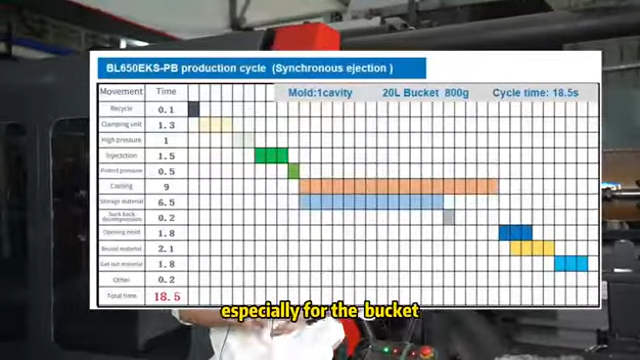 BL650EKS-PB production cycle (Synchronous ejection )
Movement Time Mold:1cavity 20L Bucket 800g Cycle time: 18.5s
Recycle 0.1
Clamping unit 1.3
High pressure 1
Injection 1.5
Protect pressure 0.5
Cooling 9
Storage material 6.5
Suck back decompression 0.2
Opening mold 1.8
2.1
Get out material 1.8
Other 0.2
Total time 18.5
especially for the bucket